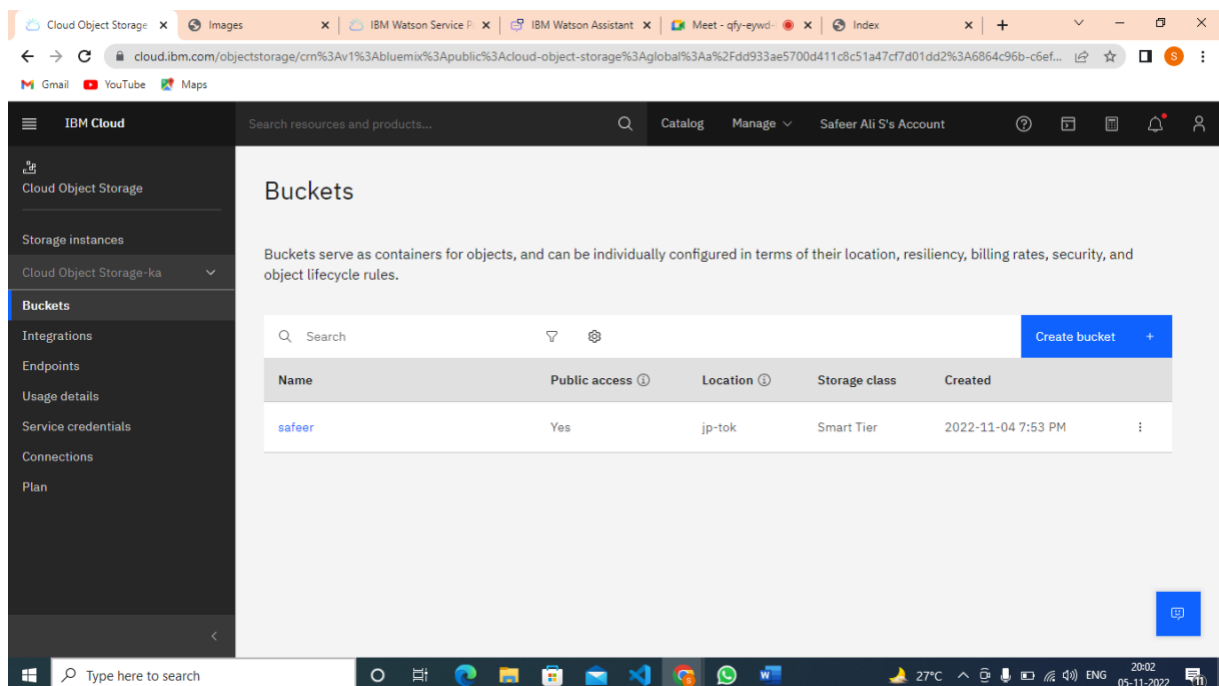 Cloud Object Storage
Images
IBM Watson Service P
IBM Watson Assistant
Meet - qfy-eywd-
Index
cloud.ibm.com/objectstorage/crn%3Av1%3Abluemix%3Apublic%3Acloud-object-storage%3Aglobal%3Aa%2Fdd933ae5700d411c8c51a47cf7d01dd2%3A6864c96b-c6ef...
S
Gmail YouTube Maps
IBM Cloud
Search resources and products...
Catalog
Manage
Safeer Ali S's Account
Cloud Object Storage
Storage instances
Cloud Object Storage-ka
Buckets
Integrations
Endpoints
Usage details
Service credentials
Connections
Plan
Buckets
Buckets serve as containers for objects, and can be individually configured in terms of their location, resiliency, billing rates, security, and
object lifecycle rules.
Search
Create bucket +
Name Public access Location Storage class Created
safeer Yes jp-tok Smart Tier 2022-11-04 7:53 PM
Type here to search
27°C
ENG
20:02
05-11-2022
11